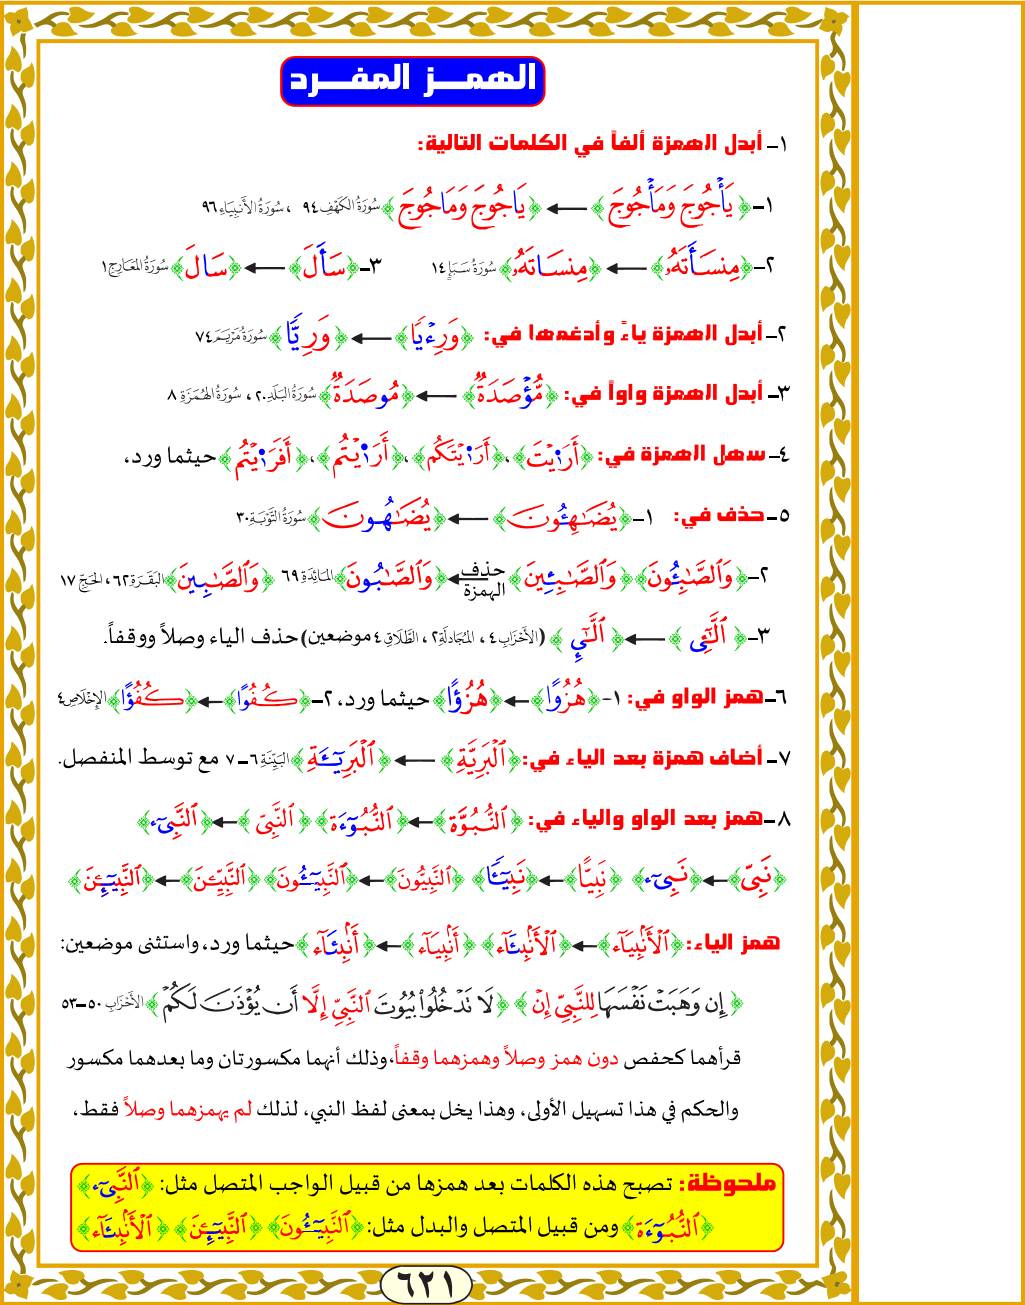 الهمـــز المفـــرد
١- أبدل الهمزة ألفاً في الكلمات التالية:
١- ﴿يَأْجُوجَ وَمَأْجُوجَ﴾ ← ﴿يَاجُوجَ وَمَاجُوجَ﴾ سُورَةُ الكَهْفِ ٩٤ ، سُورَةُ الأَنبِيَاءِ ٩٦
٢- ﴿مِنسَأَتَهُۥ﴾ ← ﴿مِنسَاتَهُۥ﴾ سُورَةُ سَبَإٍ ١٤ ٣- ﴿سَأَلَ﴾ ← ﴿سَالَ﴾ سُورَةُ المَعَارِجِ ١
٢- أبدل الهمزة ياءً وأدغمها في: ﴿وَرِءْيَا﴾ ← ﴿وَرِيًّا﴾ سُورَةُ مَرْيَمَ ٧٤
٣- أبدل الهمزة واواً في: ﴿مُّؤْصَدَةٌ﴾ ← ﴿مُوصَدَةٌ﴾ سُورَةُ البَلَدِ ٢٠ ، سُورَةُ الهُمَزَةِ ٨
٤- سهل الهمزة في: ﴿أَرَٰيْتَ﴾، ﴿أَرَٰيْتَكُم﴾، ﴿أَرَٰيْتُم﴾، ﴿أَفَرَٰيْتُم﴾ حيثما ورد،
٥- حذف في: ١- ﴿يُضَٰهِـُٔونَ﴾ ← ﴿يُضَٰهُونَ﴾ سُورَةُ التَّوْبَةِ ٣٠
٢- ﴿وَٱلصَّٰبِـُٔونَ﴾ ﴿وَٱلصَّٰبِـِٔينَ﴾ حذف الهمزة ← ﴿وَٱلصَّٰبُونَ﴾ المَائِدَةِ ٦٩ ﴿وَٱلصَّٰبِينَ﴾ البَقَرَةِ ٦٢ ، الحَجِّ ١٧
٣- ﴿ٱلَّٰٓـِٔي﴾ ← ﴿ٱلَّٰٓئِ﴾ (الأَحْزَابِ ٤ ، المُجَادلَةِ ٢ ، الطَّلَاقِ ٤ موضعين) حذف الياء وصلاً ووقفاً.
٦- همز الواو في: ١- ﴿هُزُوًا﴾ ← ﴿هُزُؤًا﴾ حيثما ورد، ٢- ﴿كُفُوًا﴾ ← ﴿كُفُؤًا﴾ الإِخْلَاصِ ٤
٧- أضاف همزة بعد الياء في: ﴿ٱلْبَرِيَّةِ﴾ ← ﴿ٱلْبَرِيٓـَٔةِ﴾ البَيِّنَةِ ٦-٧ مع توسط المنفصل.
٨- همز بعد الواو والياء في: ﴿ٱلنُّبُوَّةَ﴾ ← ﴿ٱلنُّبُوٓءَةَ﴾ ﴿ٱلنَّبِيّ﴾ ← ﴿ٱلنَّبِيٓء﴾
﴿نَبِيّ﴾ ← ﴿نَبِيٓء﴾ ﴿نَبِيًّا﴾ ← ﴿نَبِيٓـًٔا﴾ ﴿ٱلنَّبِيُّونَ﴾ ← ﴿ٱلنَّبِيٓـُٔونَ﴾ ﴿ٱلنَّبِيِّـنَ﴾ ← ﴿ٱلنَّبِيٓـِٔنَ﴾
همز الياء: ﴿ٱلْأَنۢبِيَآءَ﴾ ← ﴿ٱلْأَنۢبِئَآءَ﴾ ﴿أَنۢبِيَآءَ﴾ ← ﴿أَنۢبِئَآءَ﴾ حيثما ورد، واستثنى موضعين:
﴿إِن وَهَبَتْ نَفْسَهَا لِلنَّبِيِّ إِنْ﴾ ﴿لَا تَدْخُلُوا۟ بُيُوتَ ٱلنَّبِيِّ إِلَّا أَن يُؤْذَنَ لَكُمْ﴾ الأَحْزَابِ ٥٠-٥٣
قرأهما كحفص دون همز وصلاً وهمزهما وقفاً، وذلك أنهما مكسورتان وما بعدهما مكسور
والحكم في هذا تسهيل الأولى، وهذا يخل بمعنى لفظ النبي، لذلك لم يهمزهما وصلاً فقط،
ملحوظة: تصبح هذه الكلمات بعد همزها من قبيل الواجب المتصل مثل: ﴿ٱلنَّبِيٓء﴾
﴿ٱلنُّبُوٓءَةَ﴾ ومن قبيل المتصل والبدل مثل: ﴿ٱلنَّبِيٓـُٔونَ﴾ ﴿ٱلنَّبِيٓـِٔنَ﴾ ﴿ٱلْأَنۢبِئَآءَ﴾
٦٢١